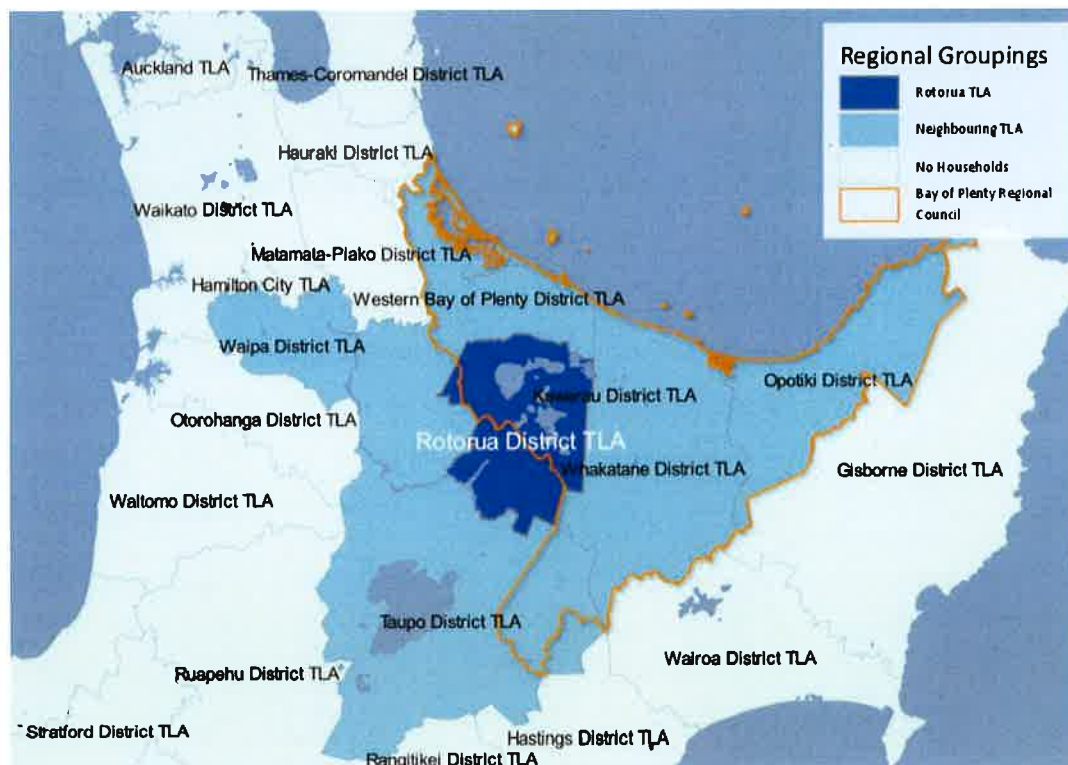 Regional Groupings
Rotorua TLA
Neighbouring TLA
No Households
Bay of Plenty Regional
Council
Auckland TLA
Thames-Coromandel District TLA
Hauraki District TLA
Waikato District TLA
Matamata-Piako District TLA
Hamilton City TLA
Western Bay of Plenty District TLA
Waipa District TLA
Kawerau District TLA
Opotiki District TLA
Otorohanga District TLA
Rotorua District TLA
Whakatane District TLA
Gisborne District TLA
Waitomo District TLA
Taupo District TLA
Wairoa District TLA
Ruapehu District TLA
Stratford District TLA
Hastings District TLA
Rangitikei District TLA